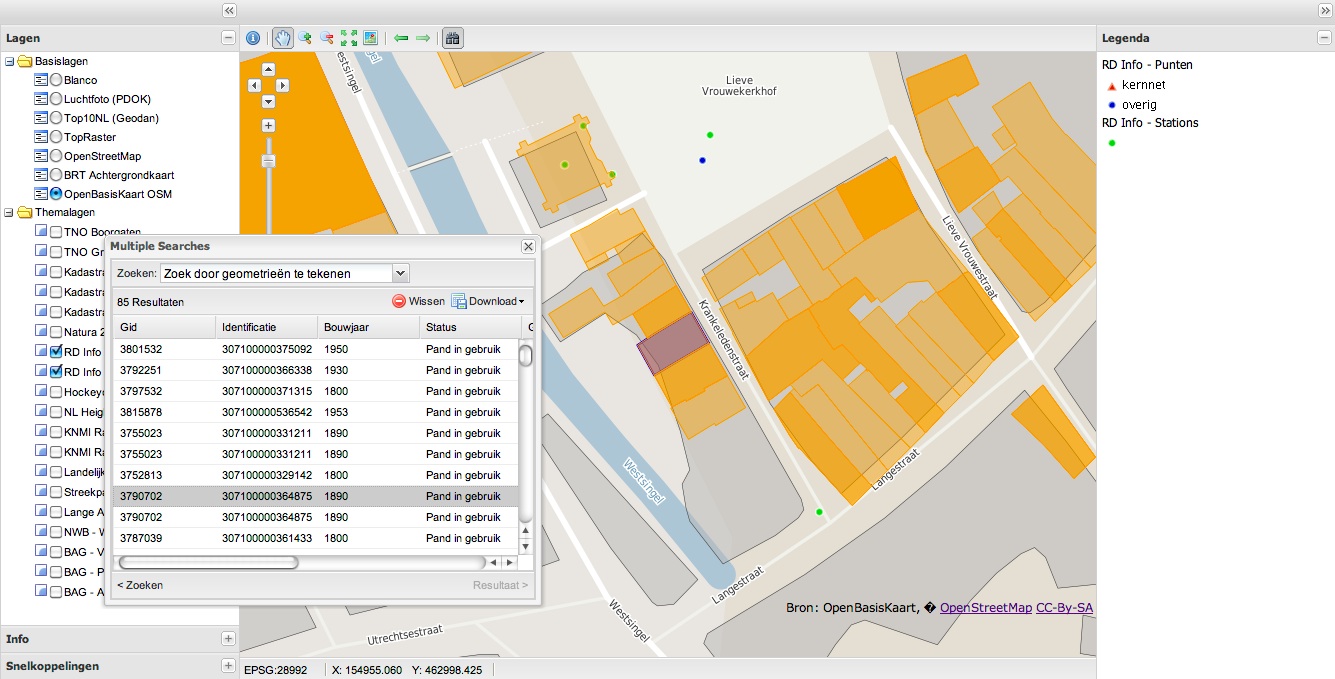 Lagen
Basislagen
Blanco
Luchtfoto (PDOK)
Top10NL (Geodan)
TopRaster
OpenStreetMap
BRT Achtergrondkaart
OpenBasisKaart OSM
Themalagen
TNO Boorgaten
TNO Gr
Kadastra
Kadastra
Kadastra
Natura 2
RD Info
RD Info
Hockeyc
NL Heig
KNMI Ra
KNMI Ra
Landelijk
Streekpa
Lange A
NWB - W
BAG - V
BAG - P
BAG - A
Info
Snelkoppelingen
Multiple Searches
Zoeken: Zoek door geometrieën te tekenen
85 Resultaten Wissen Download
Gid Identificatie Bouwjaar Status
3801532 307100000375092 1950 Pand in gebruik
3792251 307100000366338 1930 Pand in gebruik
3797532 307100000371315 1800 Pand in gebruik
3815878 307100000536542 1953 Pand in gebruik
3755023 307100000331211 1890 Pand in gebruik
3755023 307100000331211 1890 Pand in gebruik
3752813 307100000329142 1800 Pand in gebruik
3790702 307100000364875 1890 Pand in gebruik
3790702 307100000364875 1890 Pand in gebruik
3787039 307100000361433 1800 Pand in gebruik
< Zoeken Resultaat >
estsingel
Lieve
Vrouwekerkhof
Lieve Vrouwestraat
Krankeledenstraat
Westsingel
Langestraat
Langestraat
Westsingel
Utrechtsestraat
Bron: OpenBasisKaart, � OpenStreetMap CC-By-SA
EPSG:28992 X: 154955.060 Y: 462998.425
Legenda
RD Info - Punten
kernnet
overig
RD Info - Stations